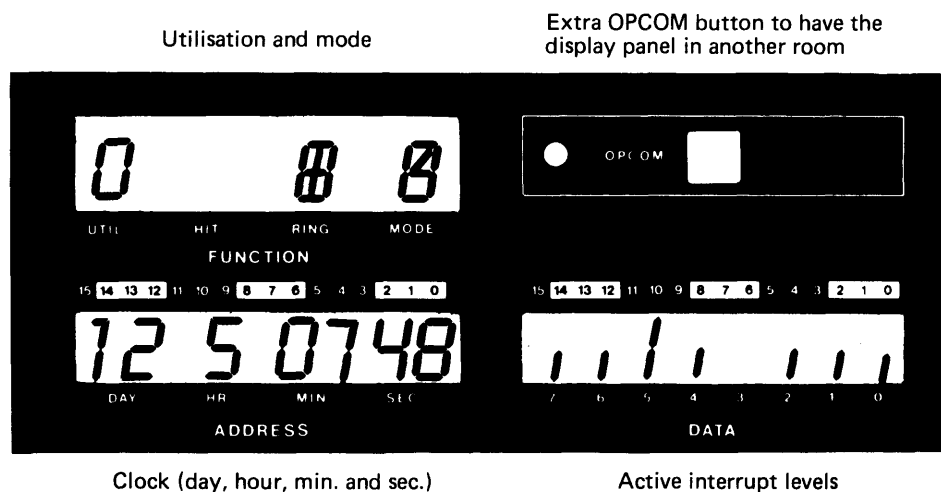 Utilisation and mode
Extra OPCOM button to have the
display panel in another room
0
UTIL HIT RING MODE
FUNCTION
OPCOM
15 14 13 12 11 10 9 8 7 6 5 4 3 2 1 0
12 5 07 48
DAY HR MIN SEC
ADDRESS
15 14 13 12 11 10 9 8 7 6 5 4 3 2 1 0
7 6 5 4 3 2 1 0
DATA
Clock (day, hour, min. and sec.)
Active interrupt levels